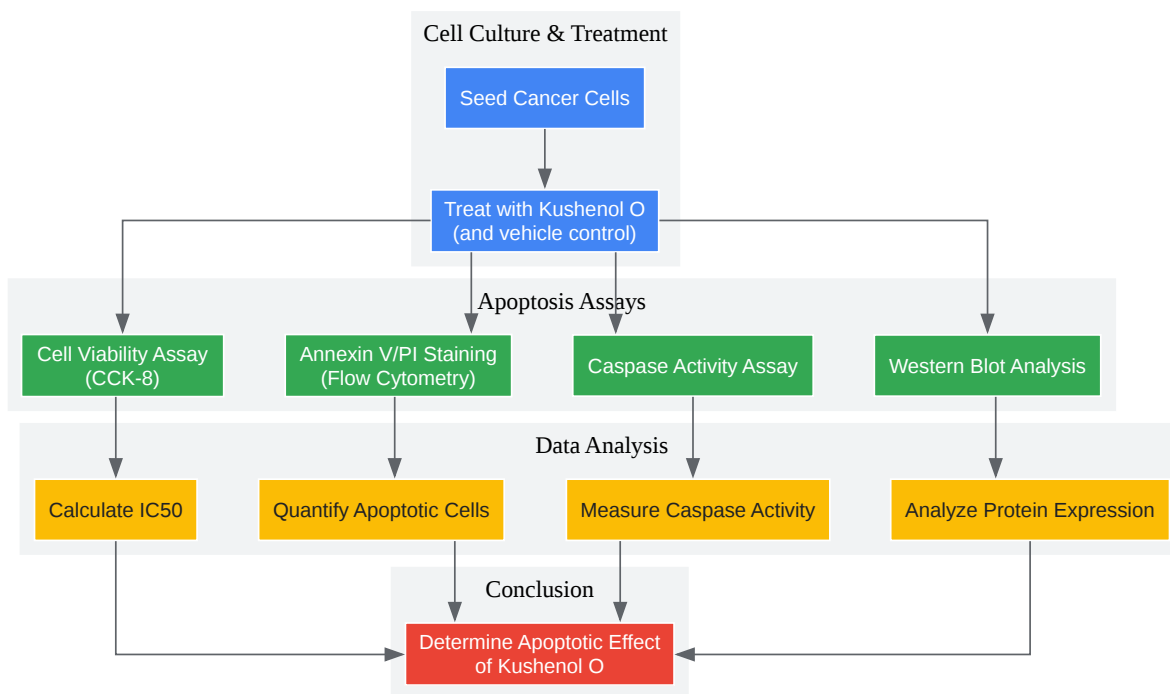 Cell Culture & Treatment
Seed Cancer Cells
Treat with Kushenol O
(and vehicle control)
Apoptosis Assays
Cell Viability Assay
(CCK-8)
Annexin V/PI Staining
(Flow Cytometry)
Caspase Activity Assay
Western Blot Analysis
Data Analysis
Calculate IC50
Quantify Apoptotic Cells
Measure Caspase Activity
Analyze Protein Expression
Conclusion
Determine Apoptotic Effect
of Kushenol O